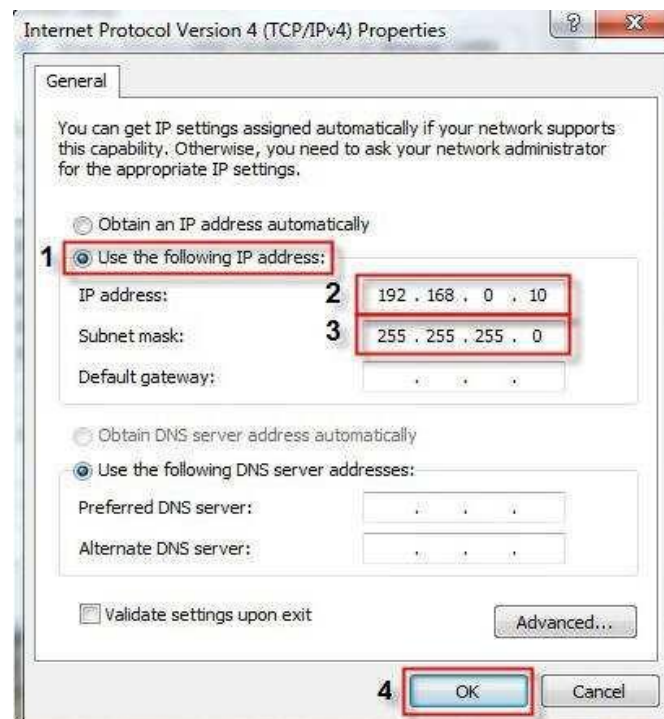 Internet Protocol Version 4 (TCP/IPv4) Properties
General
You can get IP settings assigned automatically if your network supports
this capability. Otherwise, you need to ask your network administrator
for the appropriate IP settings.
Obtain an IP address automatically
1 Use the following IP address:
IP address: 2 192 . 168 . 0 . 10
Subnet mask: 3 255 . 255 . 255 . 0
Default gateway: . . .
Obtain DNS server address automatically
Use the following DNS server addresses:
Preferred DNS server: . . .
Alternate DNS server: . . .
Validate settings upon exit
Advanced...
4 OK Cancel